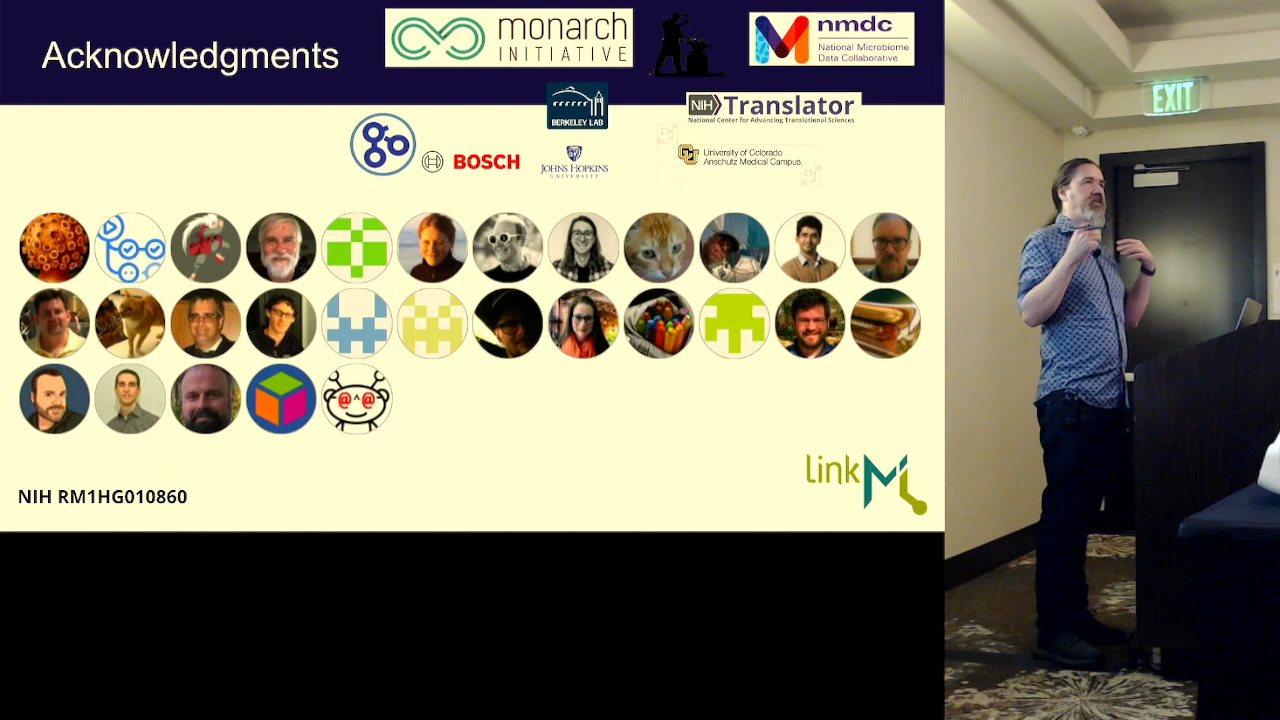 Acknowledgments
monarch
INITIATIVE
nmdc
National Microbiome
Data Collaborative
BERKELEY LAB
NIH Translator
National Center for Advancing Translational Sciences
EXIT
go
BOSCH
JOHNS HOPKINS
UNIVERSITY
University of Colorado
Anschutz Medical Campus
@^@
NIH RM1HG010860
linkML